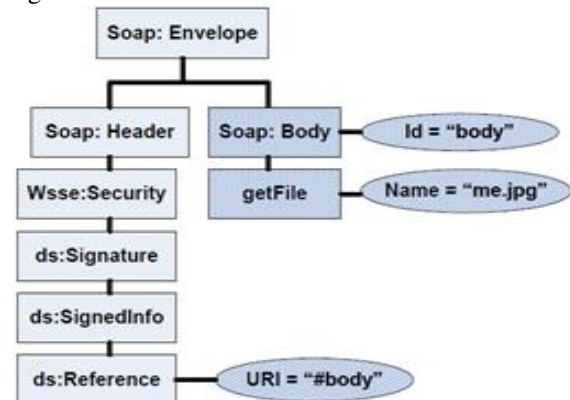 Soap: Envelope
Soap: Header
Soap: Body
Id = “body”
Wsse:Security
getFile
Name = “me.jpg”
ds:Signature
ds:SignedInfo
ds:Reference
URI = “#body”